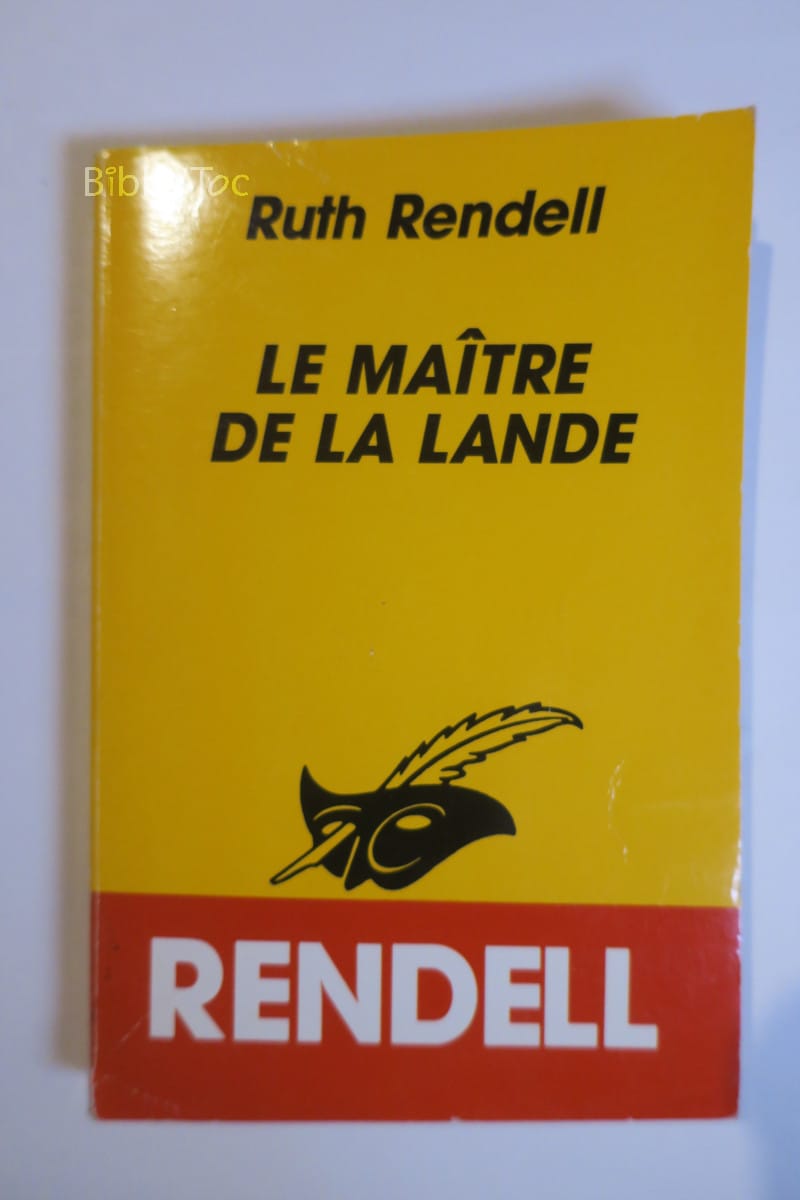 Ruth Rendell
LE MAÎTRE
DE LA LANDE
RENDELL